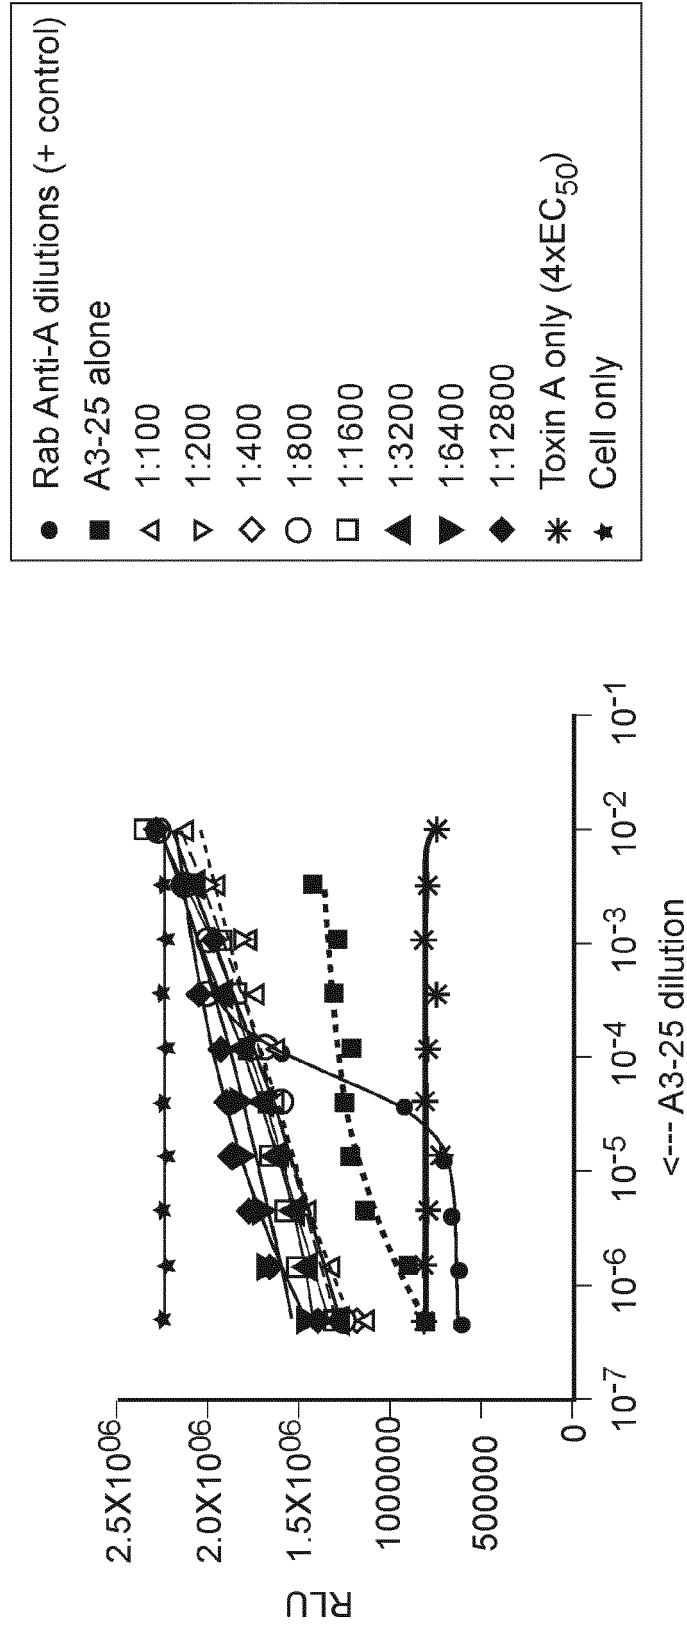 RLU
2.5X10^06
2.0X10^06
1.5X10^06
1000000
500000
0
10^-7
10^-6
10^-5
10^-4
10^-3
10^-2
10^-1
<--- A3-25 dilution
Rab Anti-A dilutions (+ control)
A3-25 alone
1:100
1:200
1:400
1:800
1:1600
1:3200
1:6400
1:12800
Toxin A only (4xEC50)
Cell only